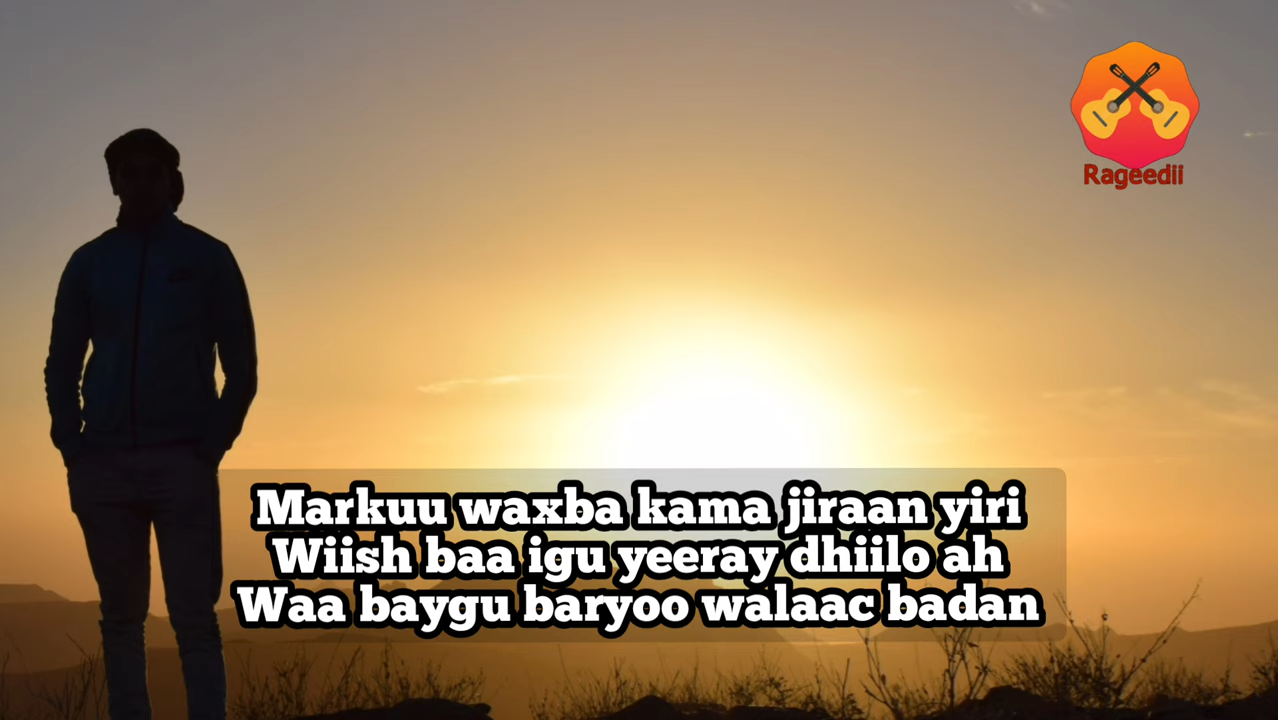 Rageedii
Markuu waxba kama jiraan yiri
Wiish baa igu yeeray dhiilo ah
Waa baygu baryoo walaac badan